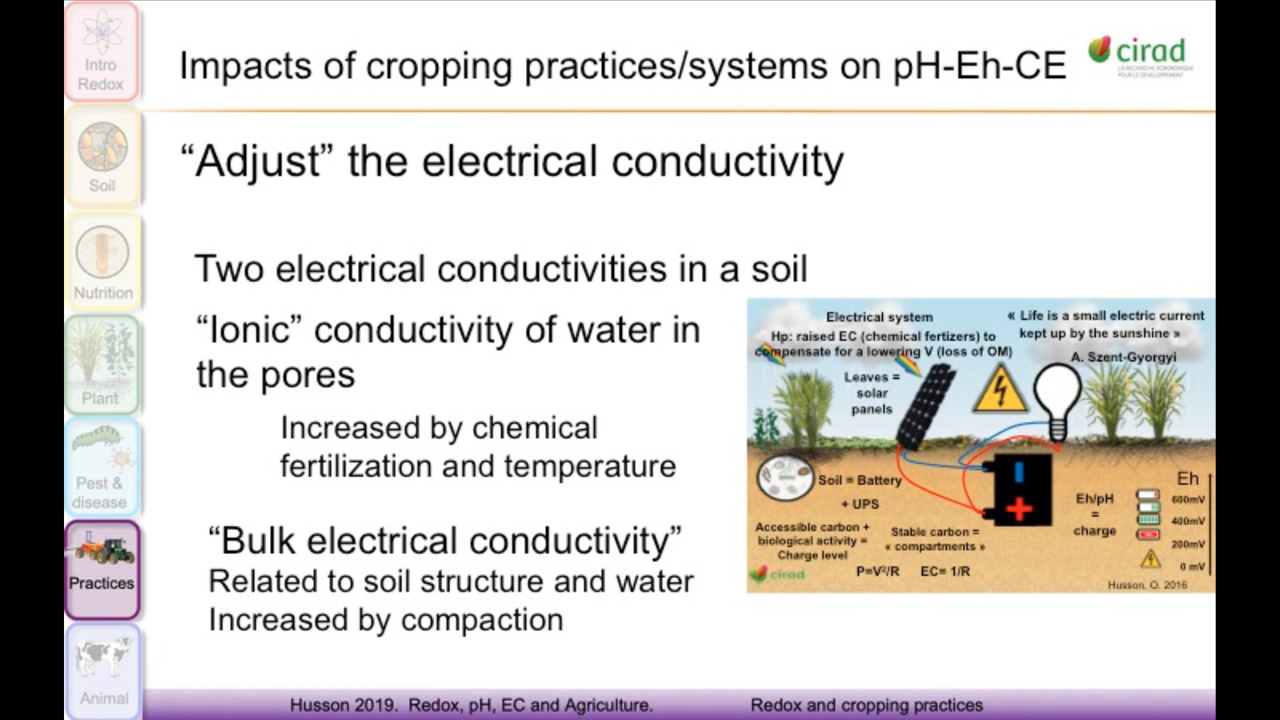 Intro
Redox
Soil
Nutrition
Plant
Pest &
disease
Practices
Animal
Impacts of cropping practices/systems on pH-Eh-CE
cirad
LA RECHERCHE AGRONOMIQUE
POUR LE DÉVELOPPEMENT
“Adjust” the electrical conductivity
Two electrical conductivities in a soil
“Ionic” conductivity of water in
the pores
Increased by chemical
fertilization and temperature
“Bulk electrical conductivity”
Related to soil structure and water
Increased by compaction
Electrical system
Hp: raised EC (chemical fertizers) to
compensate for a lowering V (loss of OM)
« Life is a small electric current
kept up by the sunshine »
A. Szent-Gyorgyi
Leaves =
solar
panels
Soil = Battery
+ UPS
Accessible carbon +
biological activity =
Charge level
Stable carbon =
« compartments »
P=V²/R EC= 1/R
Eh/pH
=
charge
Eh
600mV
400mV
200mV
0 mV
cirad
Husson, O. 2016
Husson 2019. Redox, pH, EC and Agriculture. Redox and cropping practices